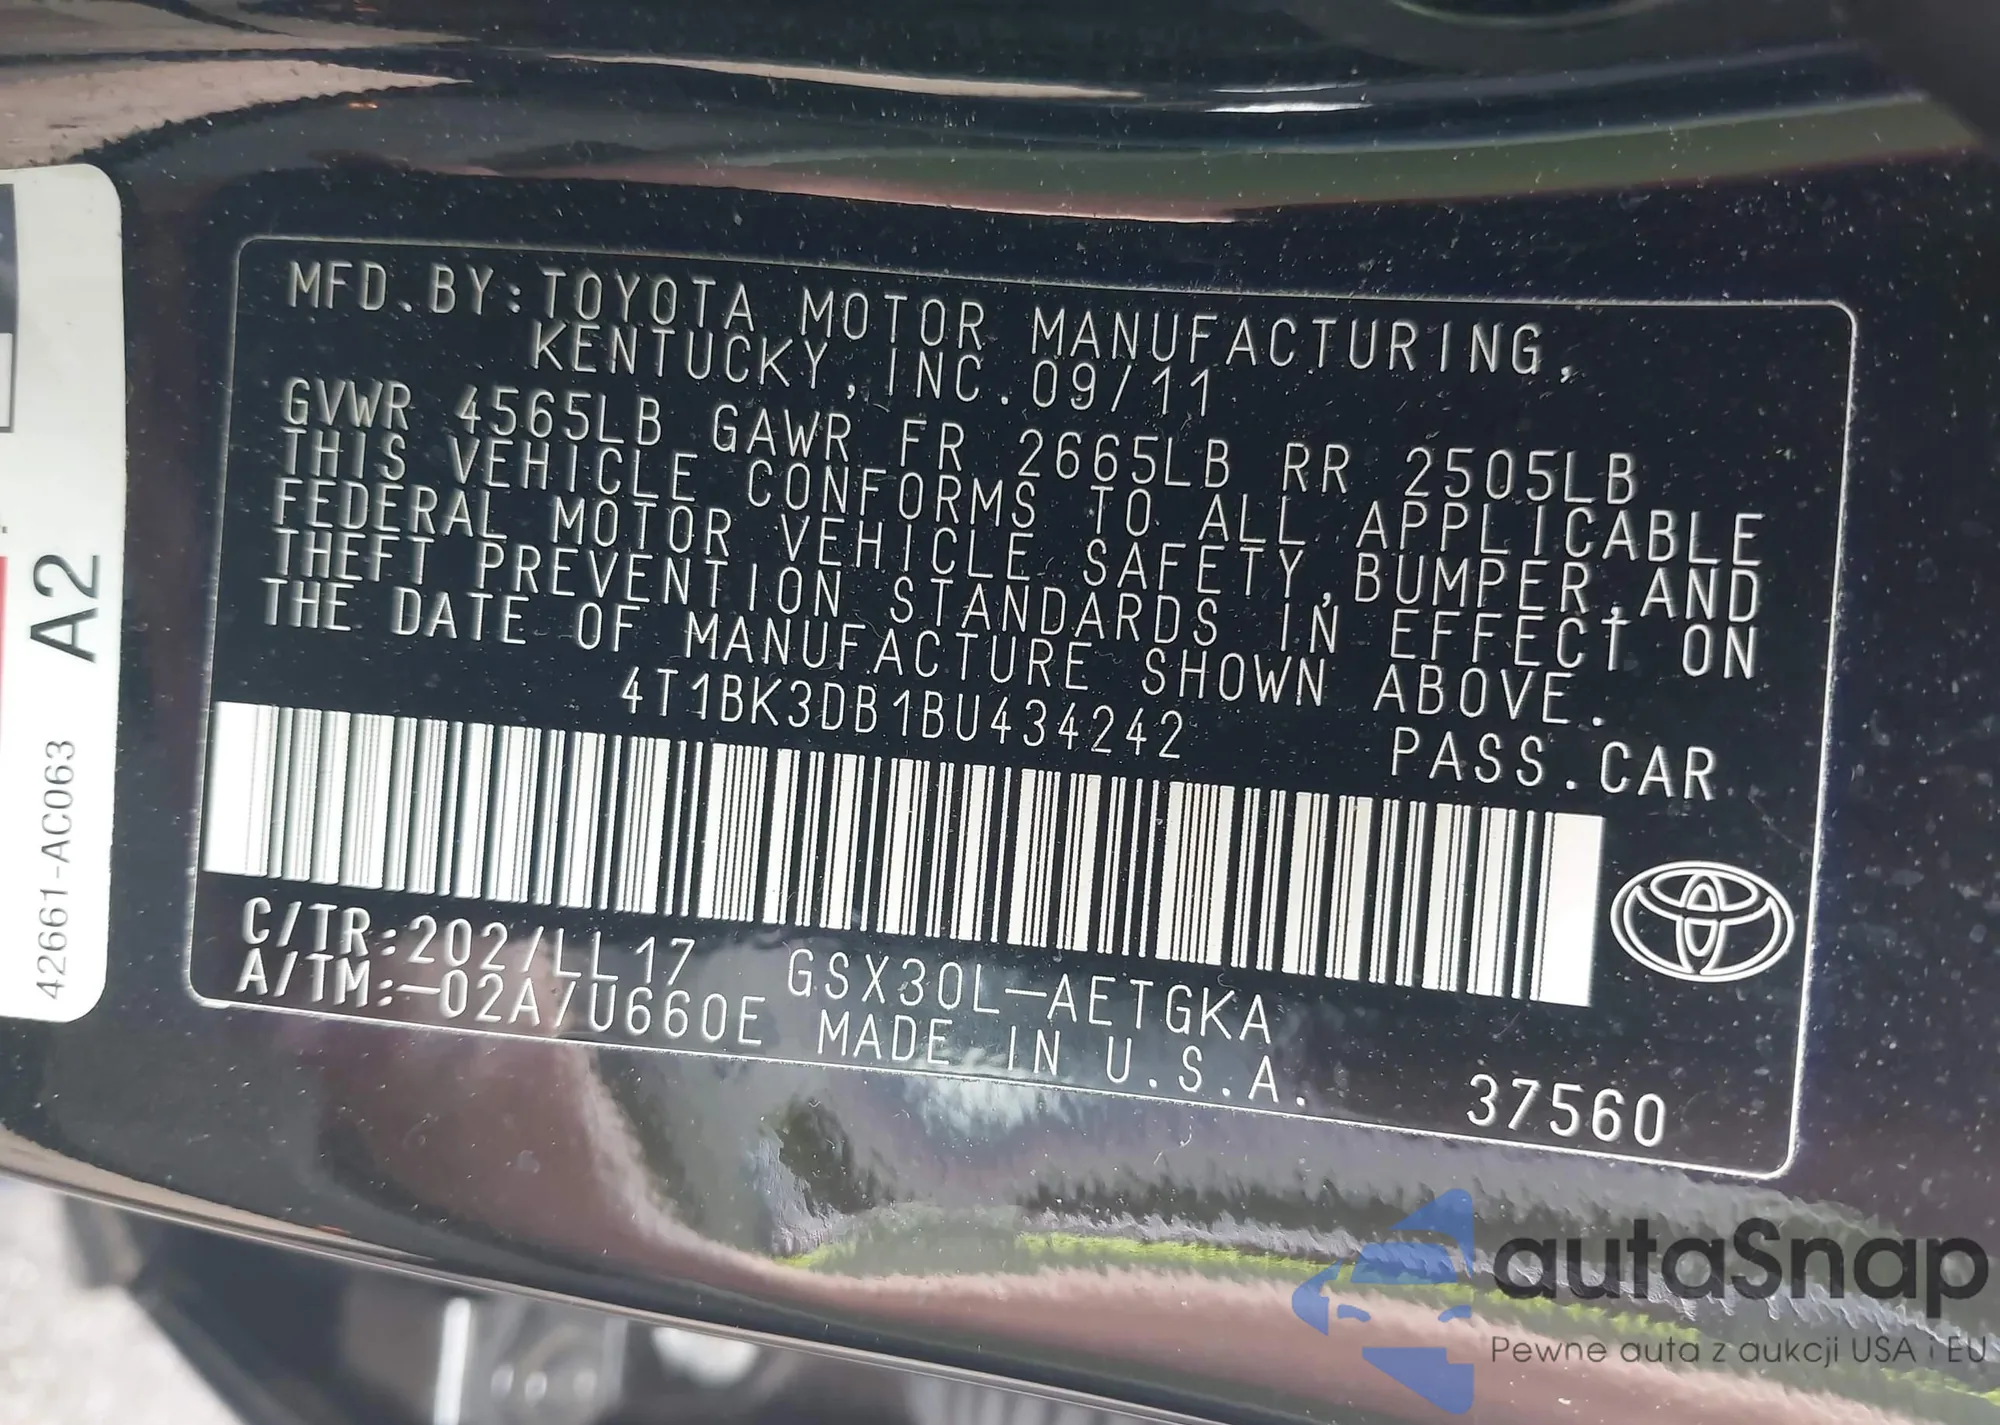 MFD.BY:TOYOTA MOTOR MANUFACTURING,
KENTUCKY, INC. 09/11
GVWR 4565LB GAWR FR 2665LB RR 2505LB
THIS VEHICLE CONFORMS TO ALL APPLICABLE
FEDERAL MOTOR VEHICLE SAFETY,BUMPER,AND
THEFT PREVENTION STANDARDS IN EFFECT ON
THE DATE OF MANUFACTURE SHOWN ABOVE.
4T1BK3DB1BU434242 PASS.CAR
C/TR:202/LL17 GSX30L-AETGKA
A/TM:-02A/U660E MADE IN U.S.A.
37560
A2
42661-AC063
autaSnap
Pewne auta z aukcji USA i EU